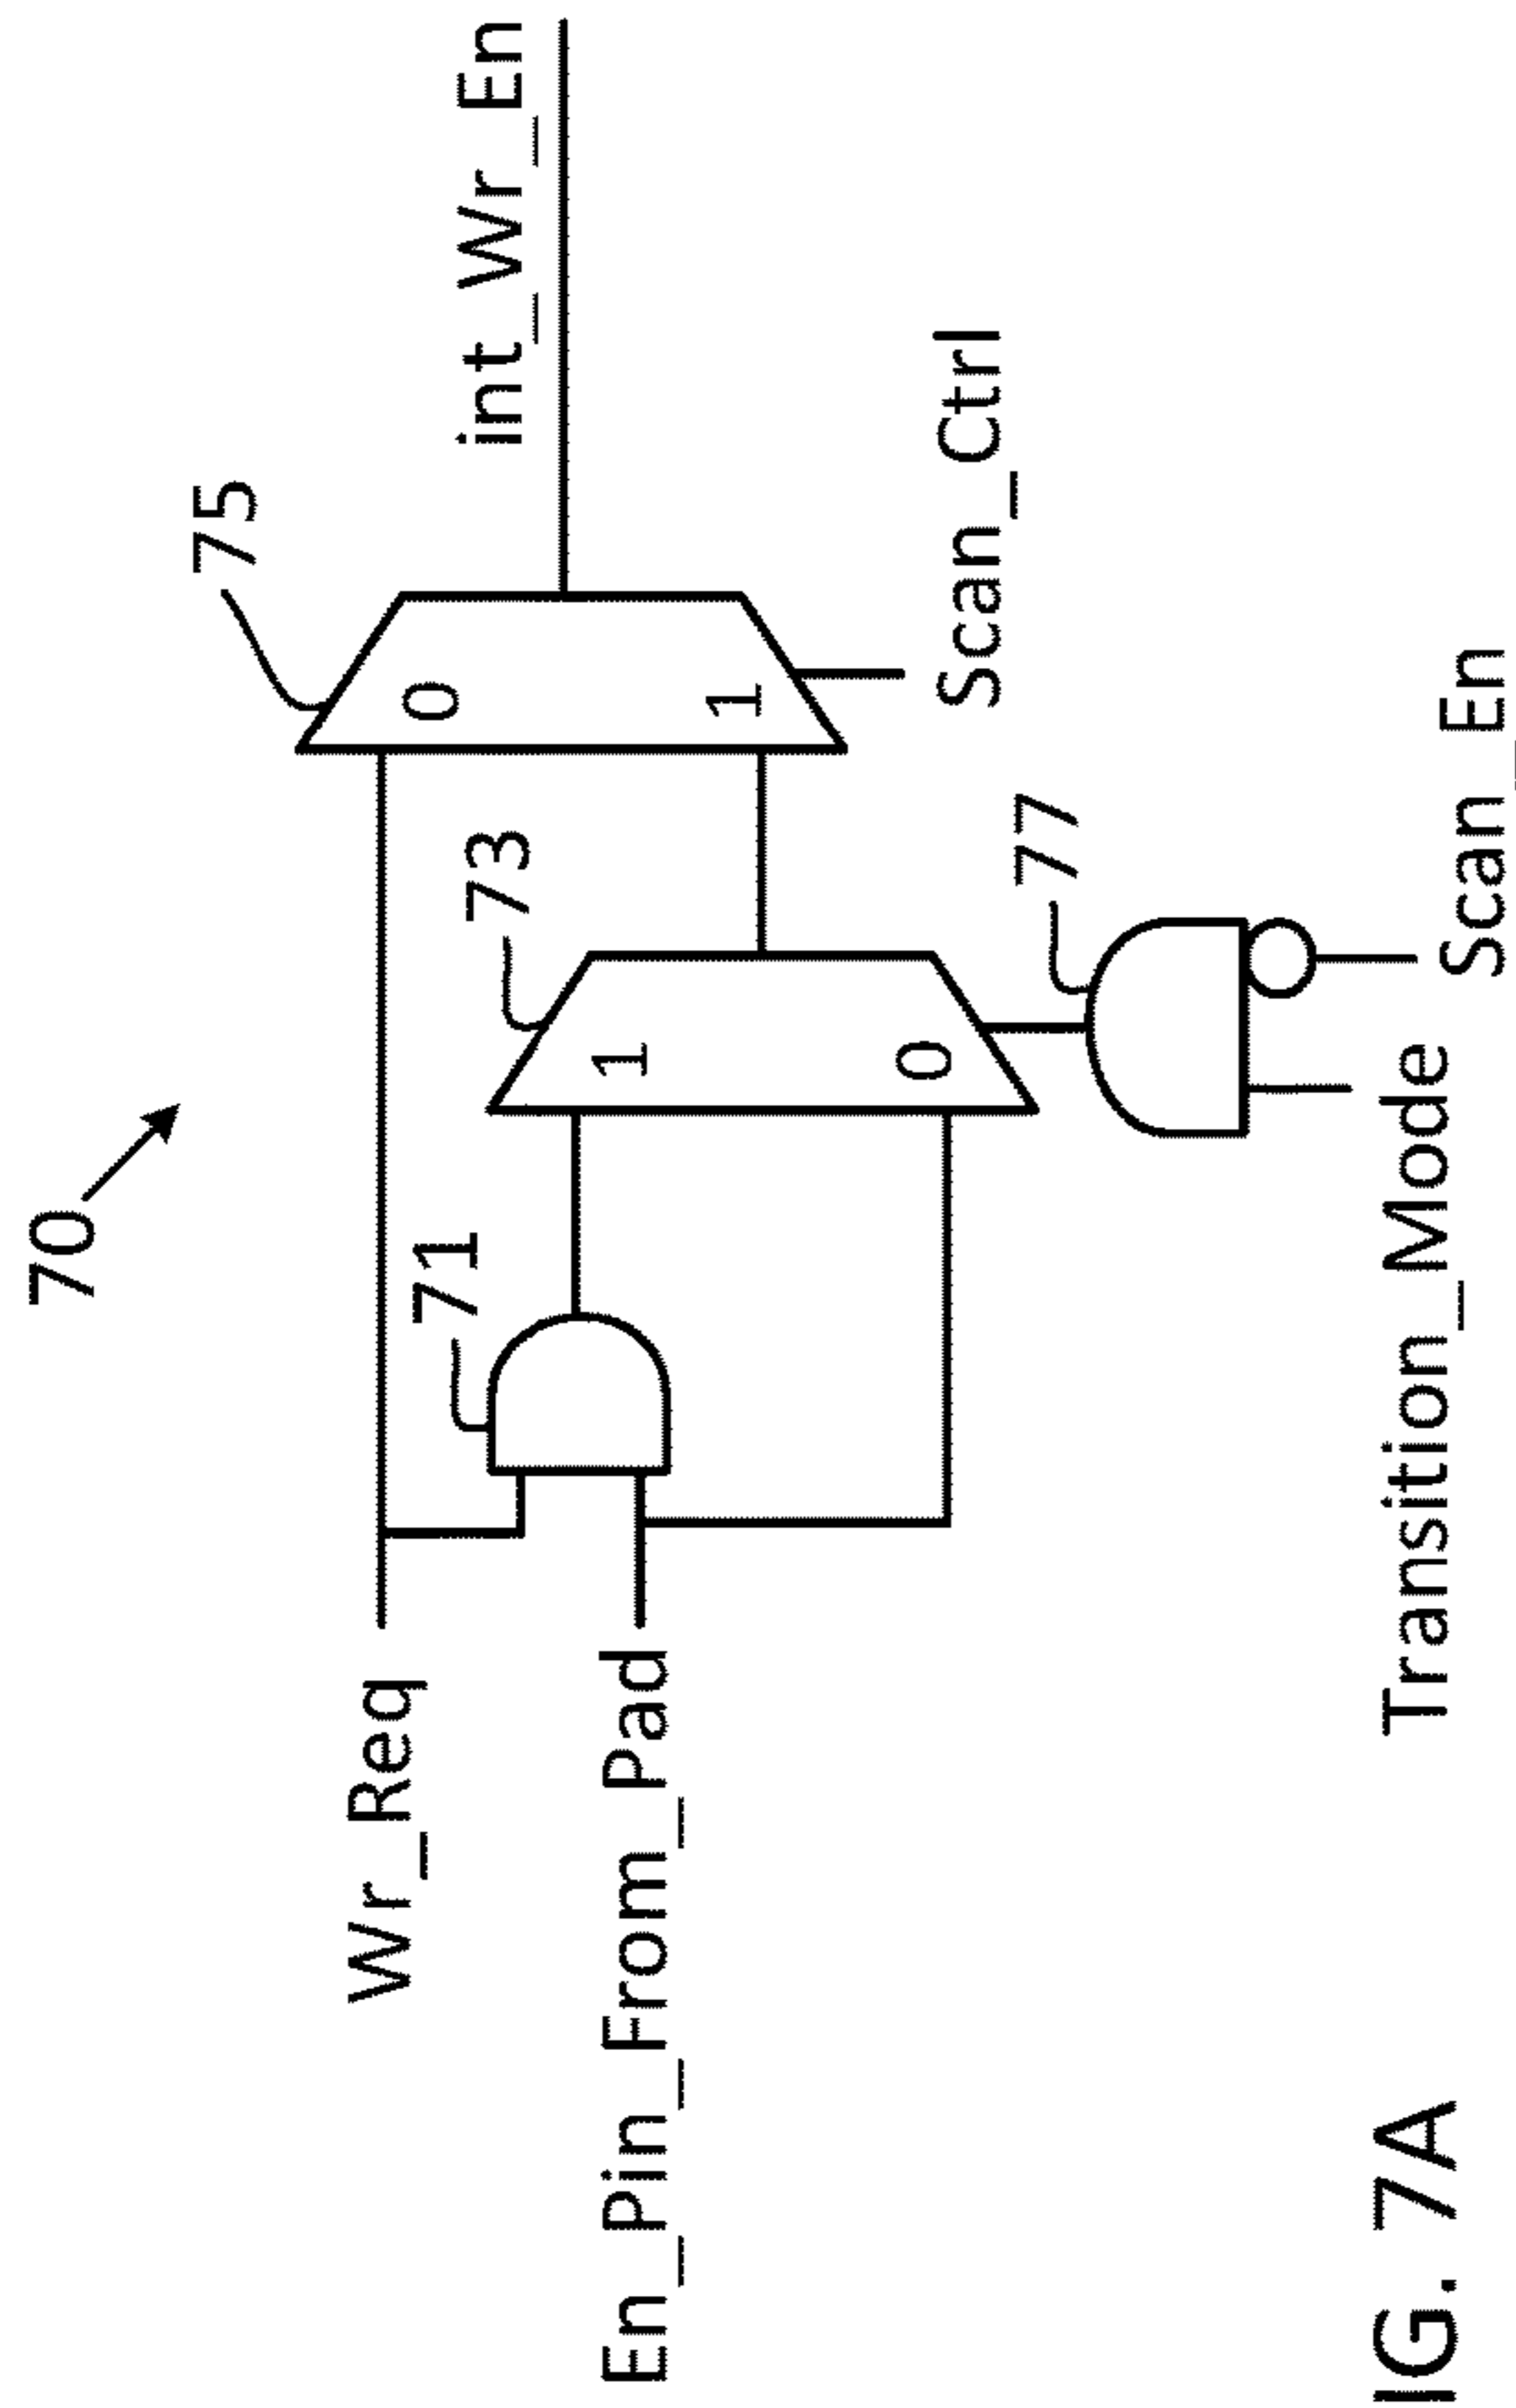 70
75
int_Wr_En
73
71
0
1
1
0
Wr_Req
En_Pin_From_Pad
Scan_Ctrl
77
Transition_Mode
Scan_En
IG. 7A